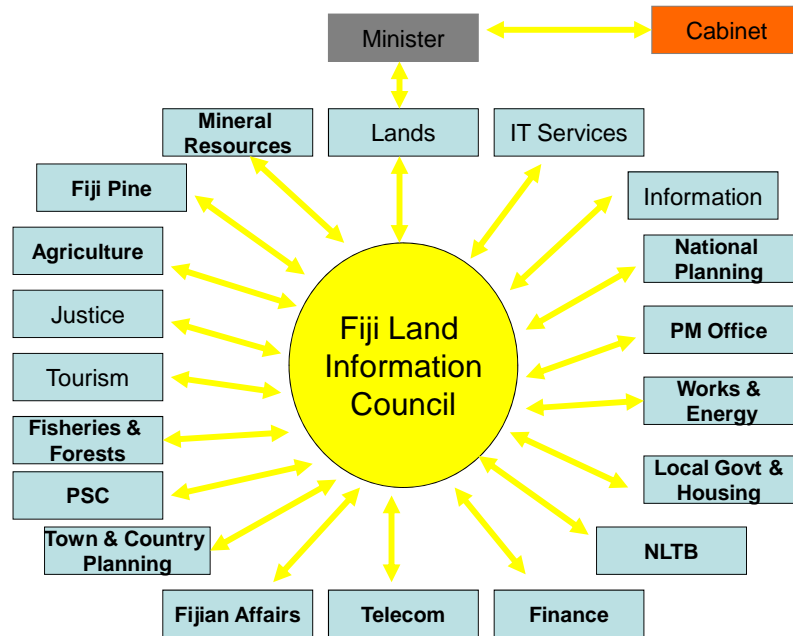 Minister
Cabinet
Mineral
Resources
Lands
IT Services
Fiji Pine
Information
Agriculture
National
Planning
Justice
PM Office
Fiji Land
Information
Council
Tourism
Works &
Energy
Fisheries &
Forests
Local Govt &
Housing
PSC
Town & Country
Planning
NLTB
Fijian Affairs
Telecom
Finance